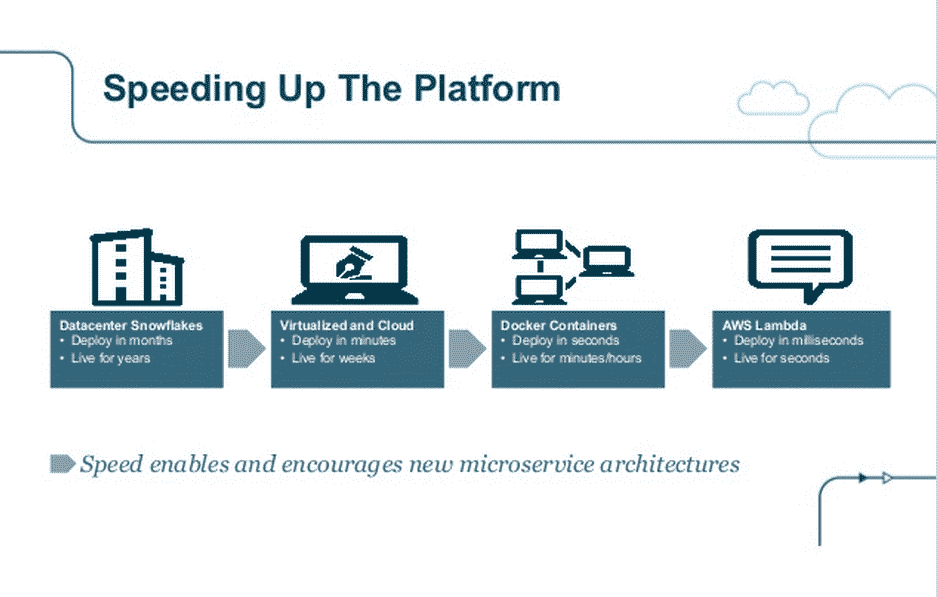 Speeding Up The Platform
Datacenter Snowflakes
• Deploy in months
• Live for years
Virtualized and Cloud
• Deploy in minutes
• Live for weeks
Docker Containers
• Deploy in seconds
• Live for minutes/hours
AWS Lambda
• Deploy in milliseconds
• Live for seconds
Speed enables and encourages new microservice architectures